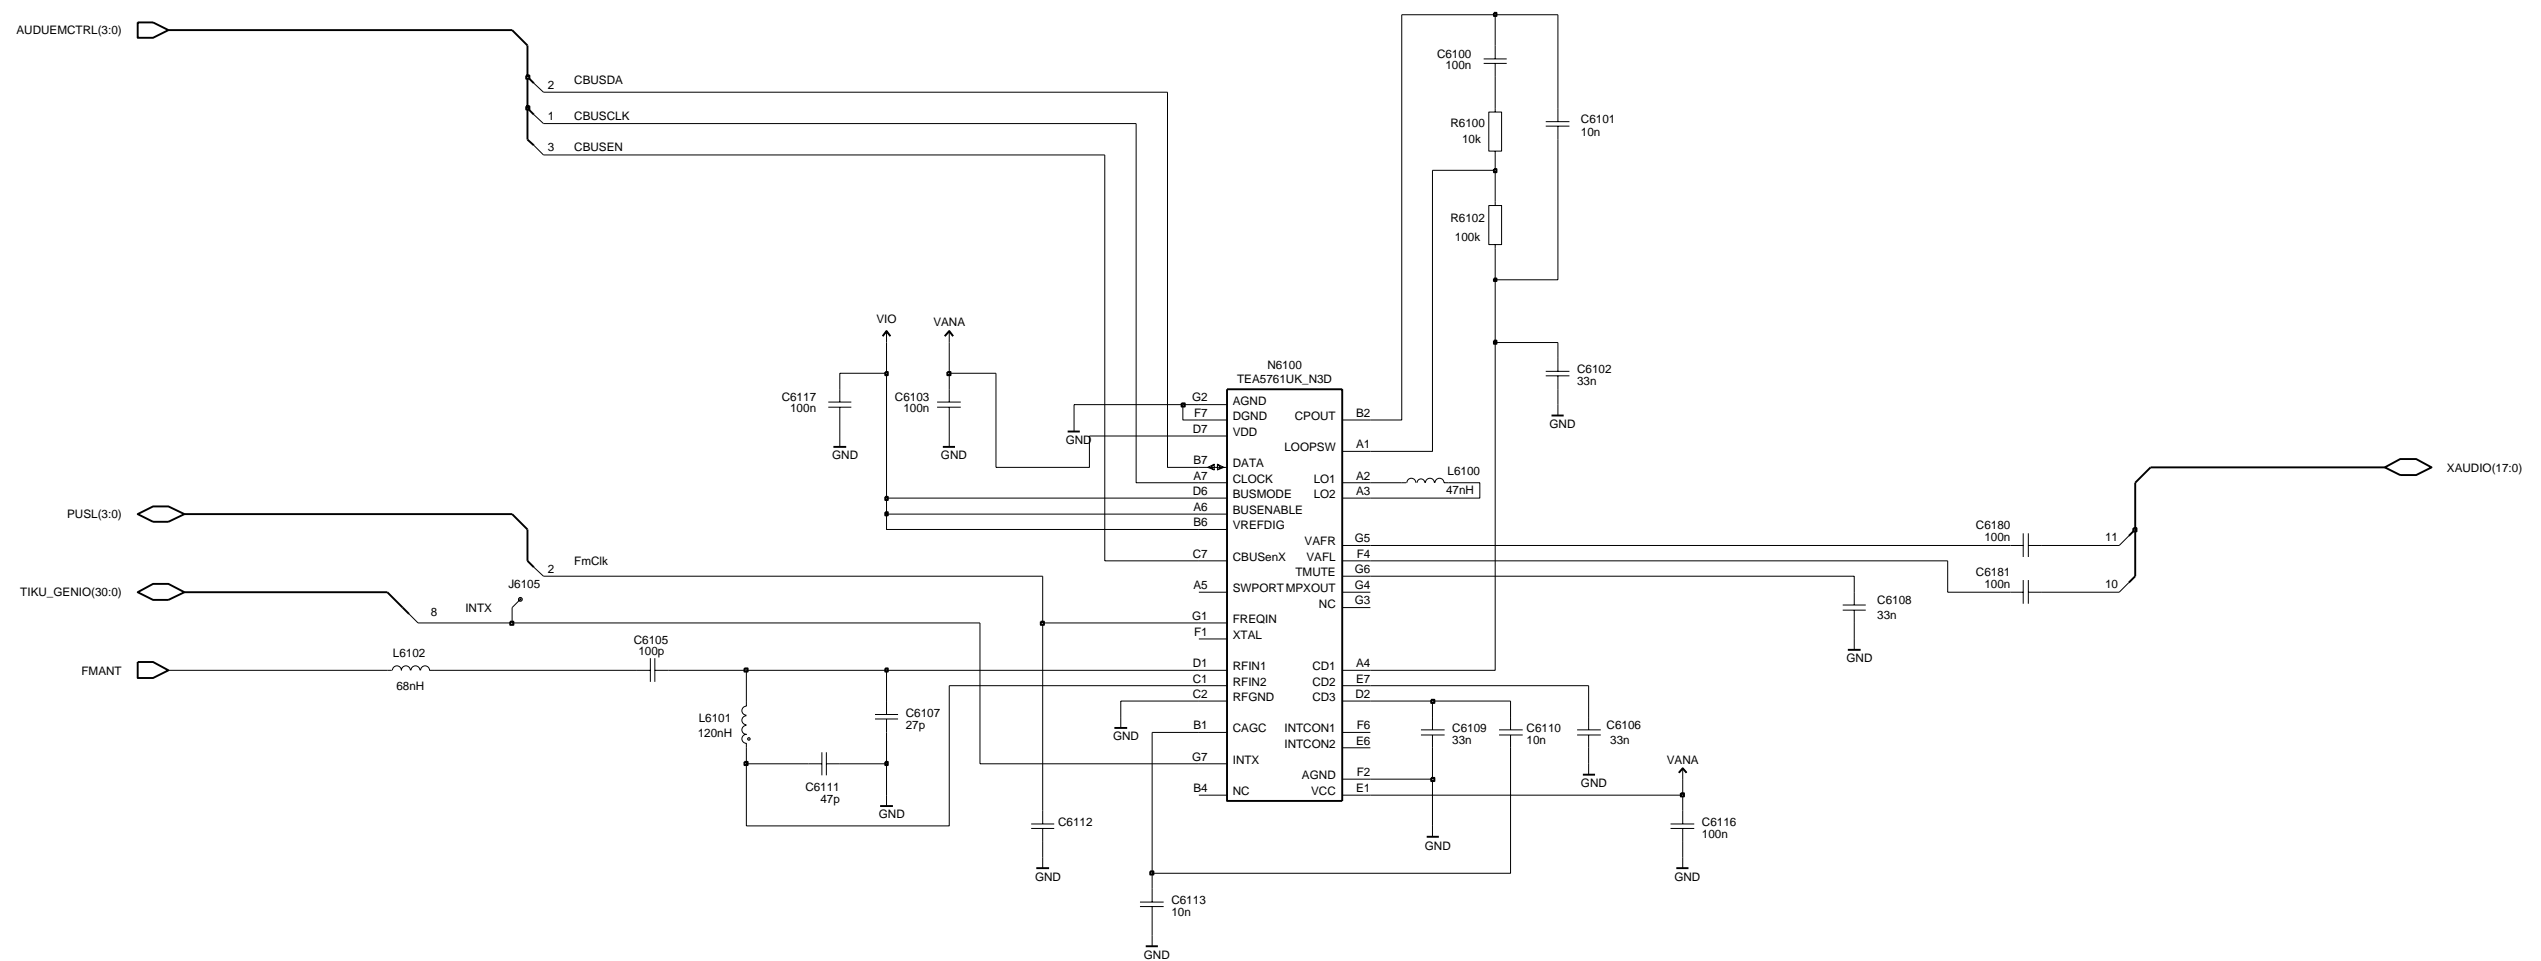 AUDUEMCTRL(3:0)
2 CBUSDA
1 CBUSCLK
3 CBUSEN
C6100
100n
R6100
10k
C6101
10n
R6102
100k
VIO
VANA
C6117
100n
GND
C6103
100n
GND
GND
C6102
33n
GND
N6100
TEA5761UK_N3D
G2 AGND
F7 DGND
D7 VDD
B7 DATA
A7 CLOCK
D6 BUSMODE
A6 BUSENABLE
B6 VREFDIG
C7 CBUSenX
A5 SWPORT
G1 FREQIN
F1 XTAL
D1 RFIN1
C1 RFIN2
C2 RFGND
B1 CAGC
G7 INTX
B4 NC
CPOUT B2
LOOPSW A1
LO1 A2
LO2 A3
VAFR G5
VAFL F4
TMUTE G6
MPXOUT G4
NC G3
CD1 A4
CD2 E7
CD3 D2
INTCON1 F6
INTCON2 E6
AGND F2
VCC E1
L6100
47nH
XAUDIO(17:0)
C6180
100n
11
C6181
100n
10
C6108
33n
GND
PUSL(3:0)
2 FmClk
TIKU_GENIO(30:0)
8 INTX
J6105
FMANT
L6102
68nH
C6105
100p
L6101
120nH
C6107
27p
C6111
47p
GND
GND
C6112
GND
C6113
10n
GND
C6109
33n
C6110
10n
GND
C6106
33n
GND
VANA
C6116
100n
GND